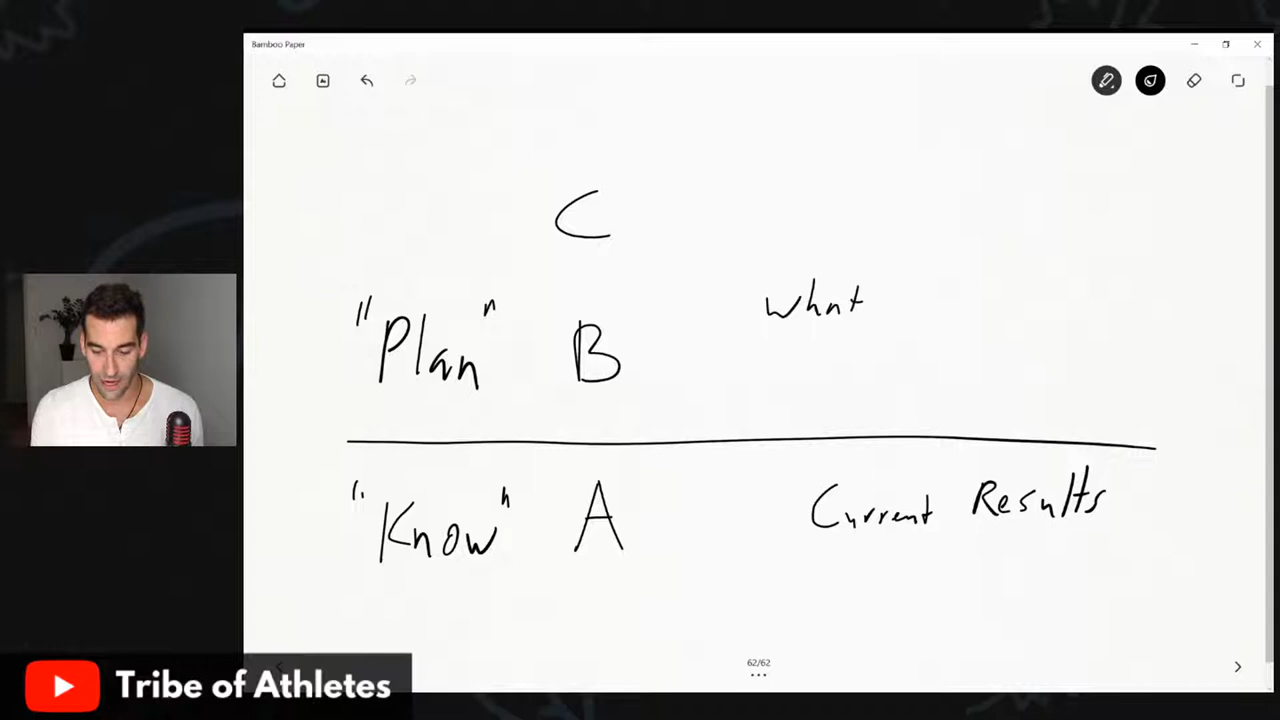 Bamboo Paper
C
what
"Plan" B
"Know" A Current Results
62/62
Tribe of Athletes